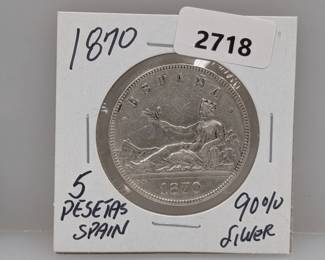 1870
2718
ESPAÑA
1870
5
PESETAS
SPAIN
90%
SILVER